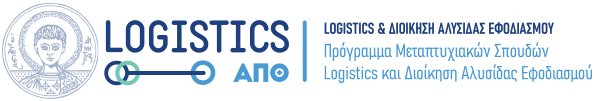 LOGISTICS
ΑΠΘ
LOGISTICS & ΔΙΟΙΚΗΣΗ ΑΛΥΣΙΔΑΣ ΕΦΟΔΙΑΣΜΟΥ
Πρόγραμμα Μεταπτυχιακών Σπουδών
Logistics και Διοίκηση Αλυσίδας Εφοδιασμού